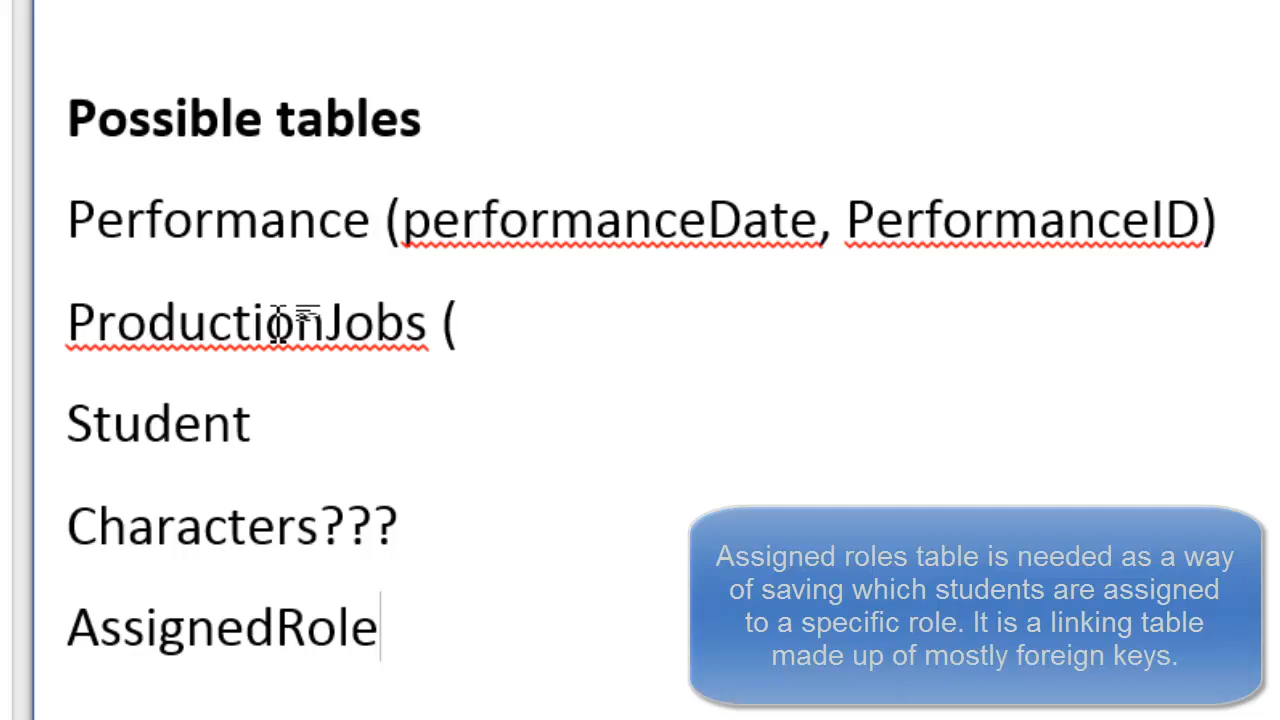 Possible tables
Performance (performanceDate, PerformanceID)
ProductionJobs (
Student
Characters???
AssignedRole
Assigned roles table is needed as a way
of saving which students are assigned
to a specific role. It is a linking table
made up of mostly foreign keys.